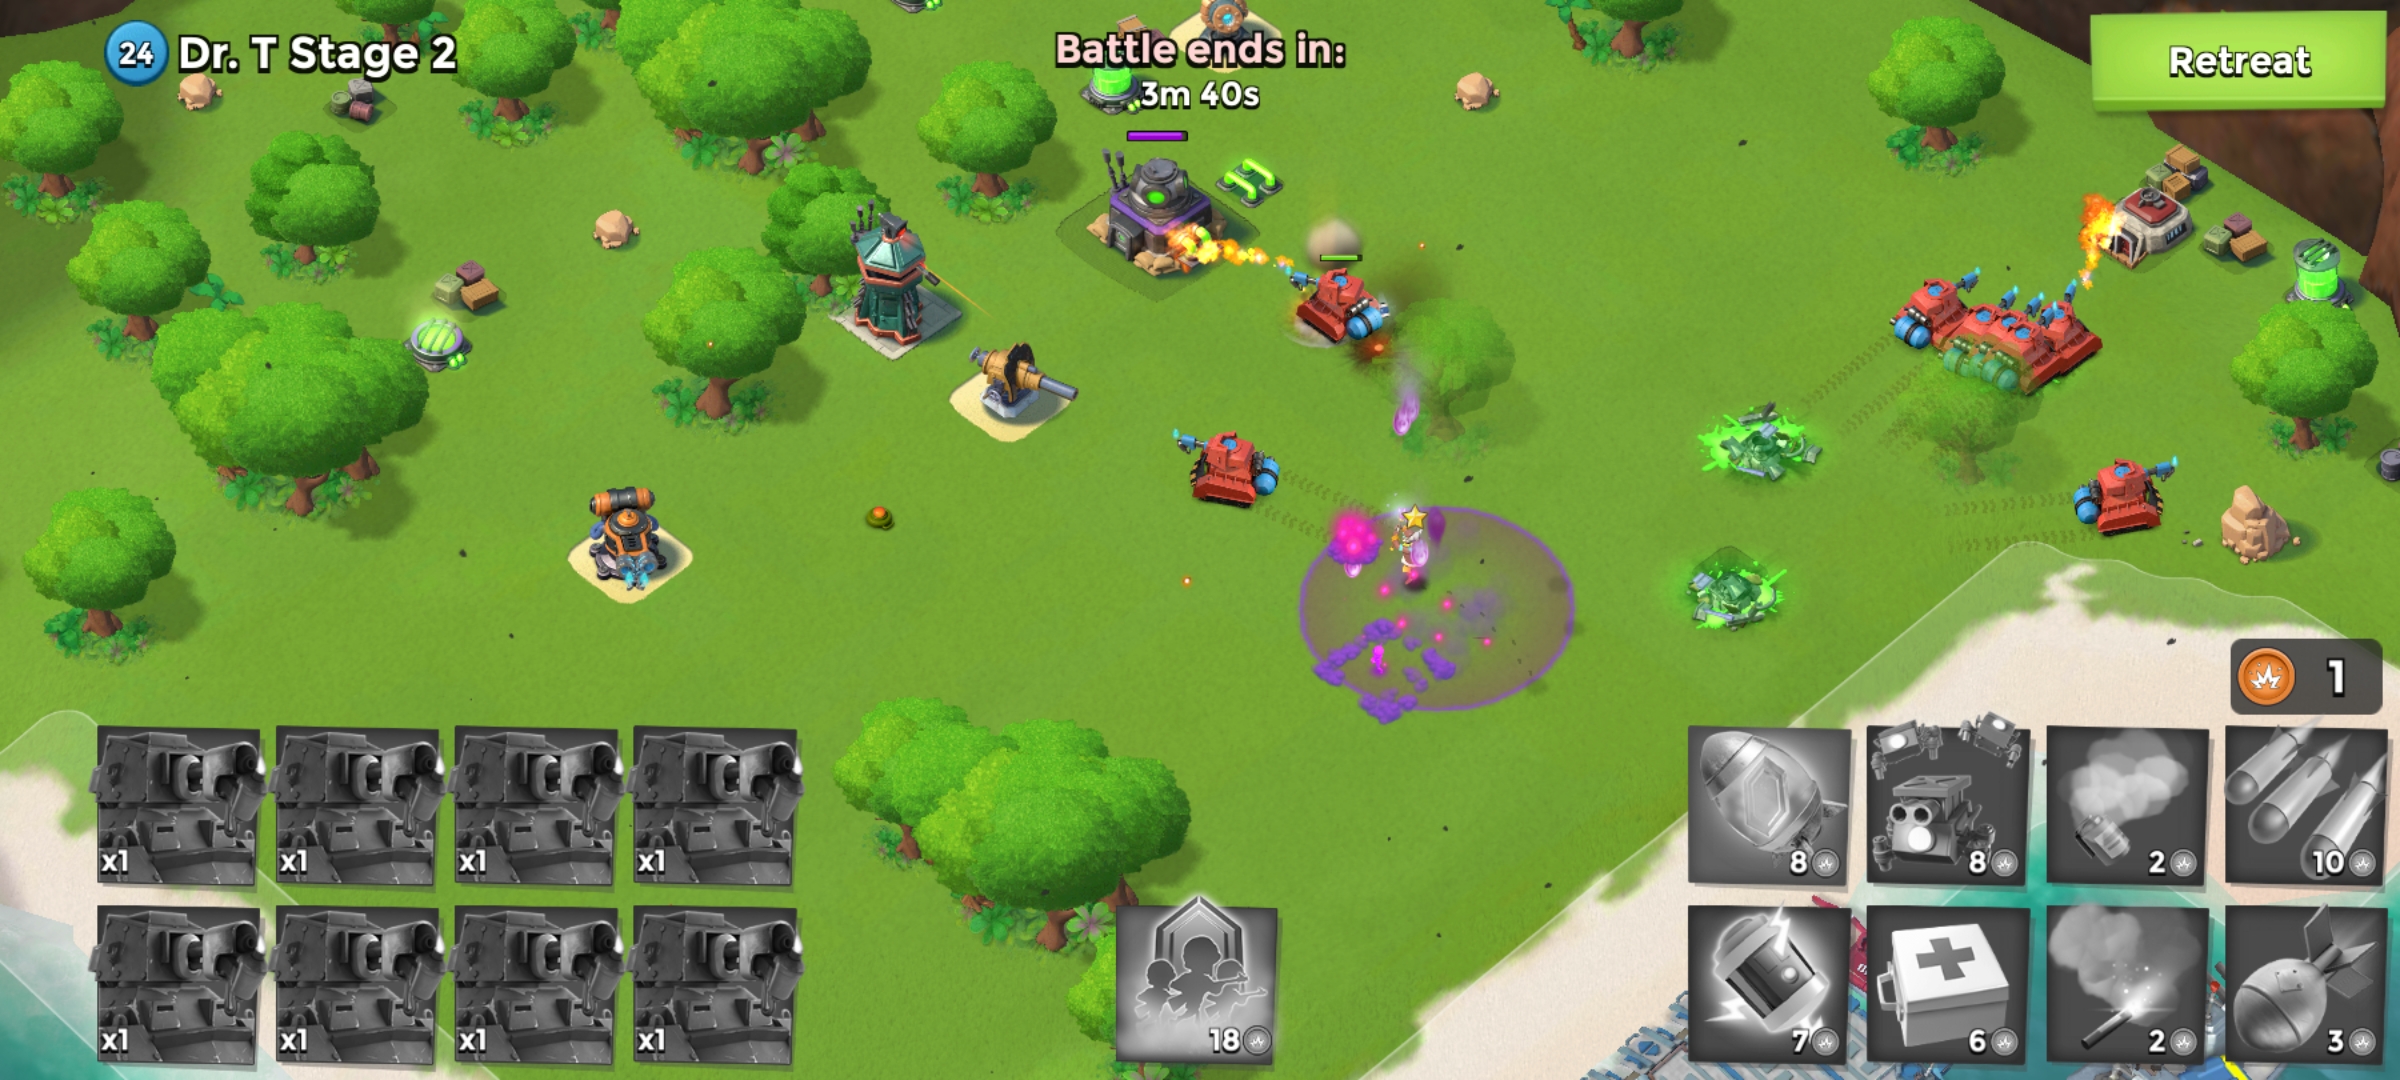 24 Dr. T Stage 2
Battle ends in:
3m 40s
Retreat
1
x1 x1 x1 x1
8 8 2 10
x1 x1 x1 x1
18
7 6 2 3